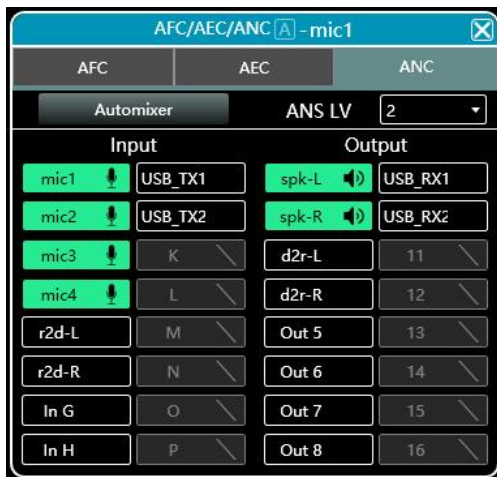 AFC/AEC/ANC A - mic1
AFC AEC ANC
Automixer ANS LV 2
Input Output
mic1 USB_TX1 spk-L USB_RX1
mic2 USB_TX2 spk-R USB_RX2
mic3 K d2r-L 11
mic4 L d2r-R 12
r2d-L M Out 5 13
r2d-R N Out 6 14
In G O Out 7 15
In H P Out 8 16